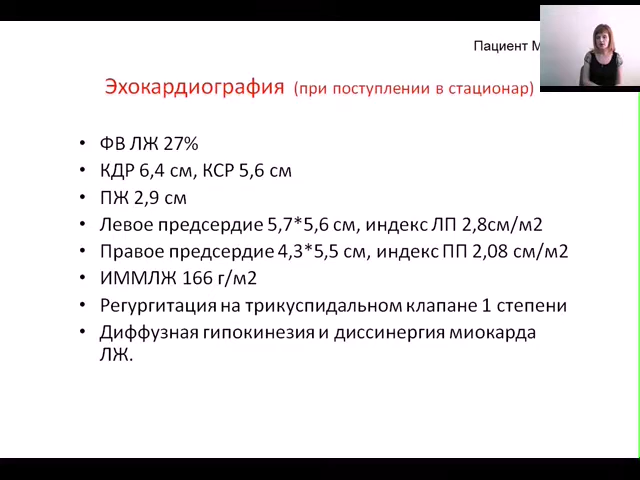 Пациент М
Эхокардиография (при поступлении в стационар)
• ФВ ЛЖ 27%
• КДР 6,4 см, КСР 5,6 см
• ПЖ 2,9 см
• Левое предсердие 5,7*5,6 см, индекс ЛП 2,8см/м2
• Правое предсердие 4,3*5,5 см, индекс ПП 2,08 см/м2
• ИММЛЖ 166 г/м2
• Регургитация на трикуспидальном клапане 1 степени
• Диффузная гипокинезия и диссинергия миокарда
ЛЖ.